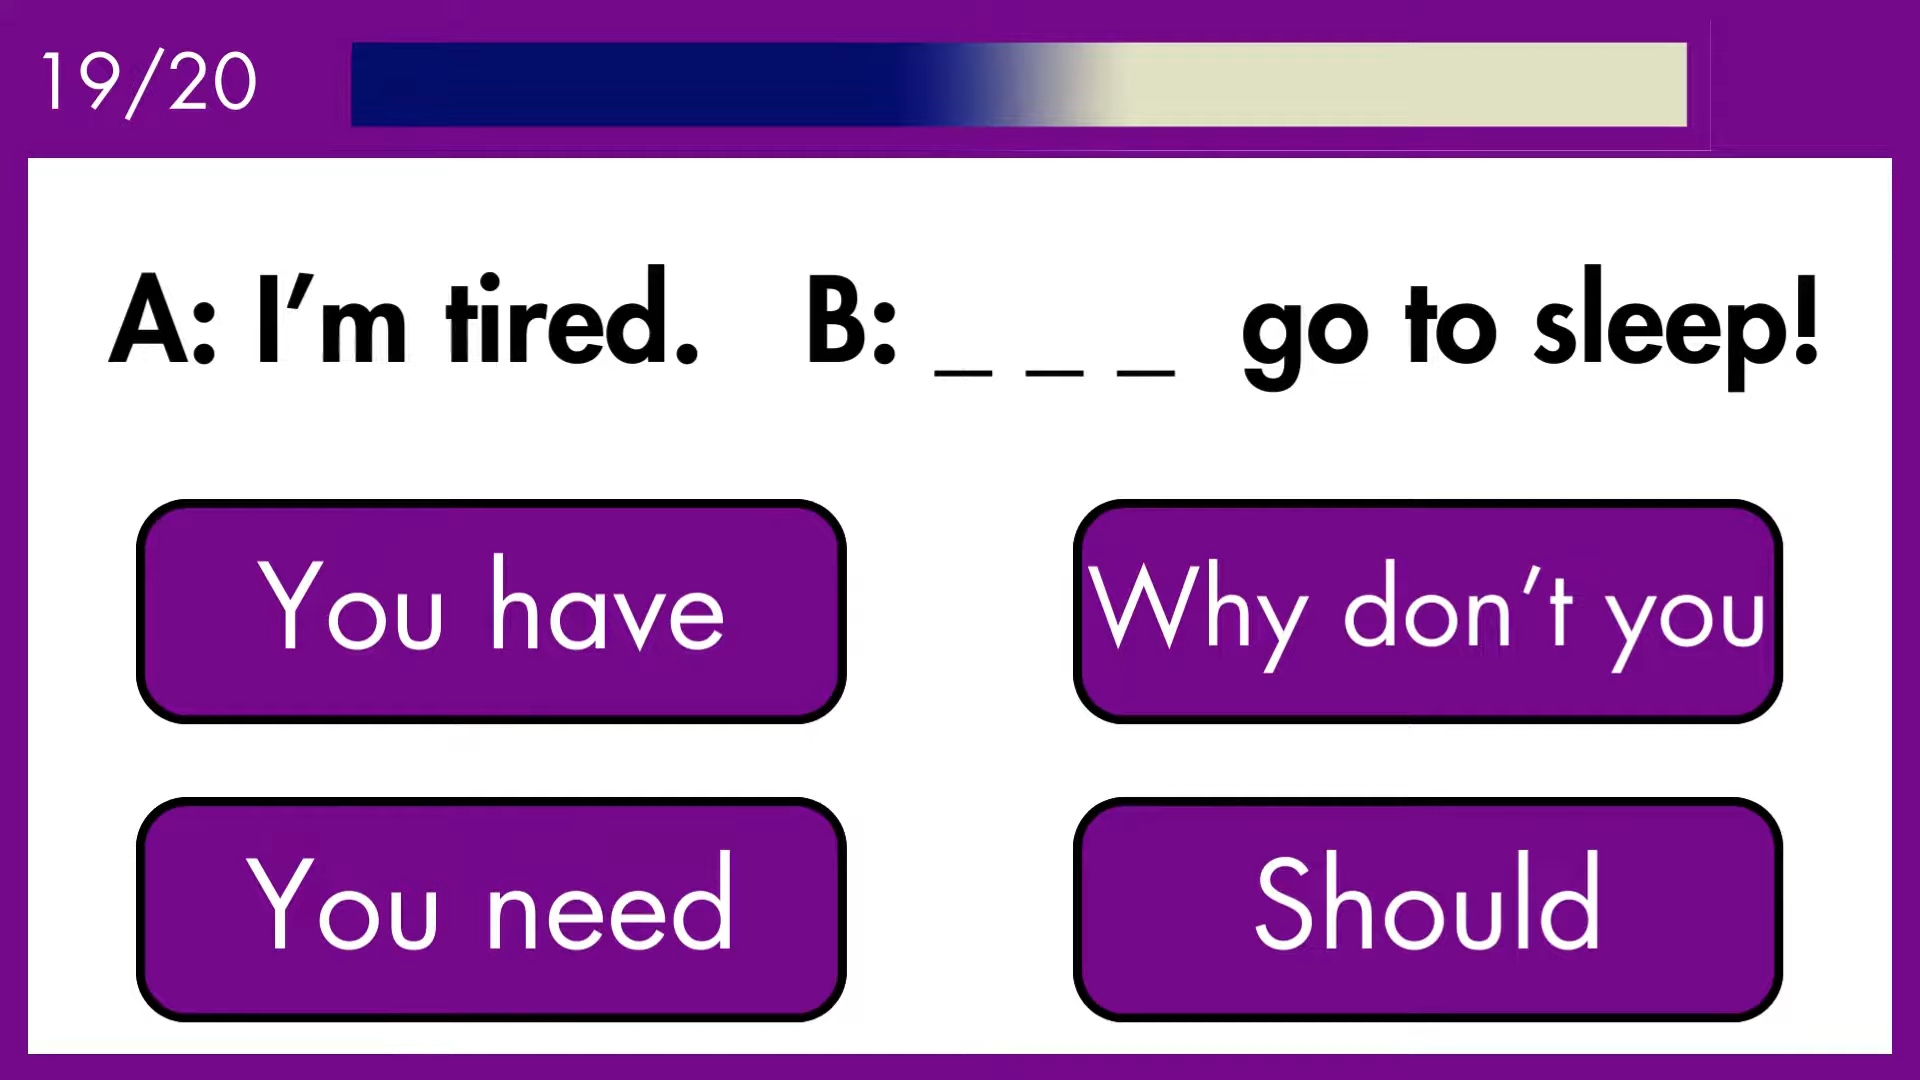 19/20
A: I’m tired. B: _ _ _ go to sleep!
You have
Why don’t you
You need
Should